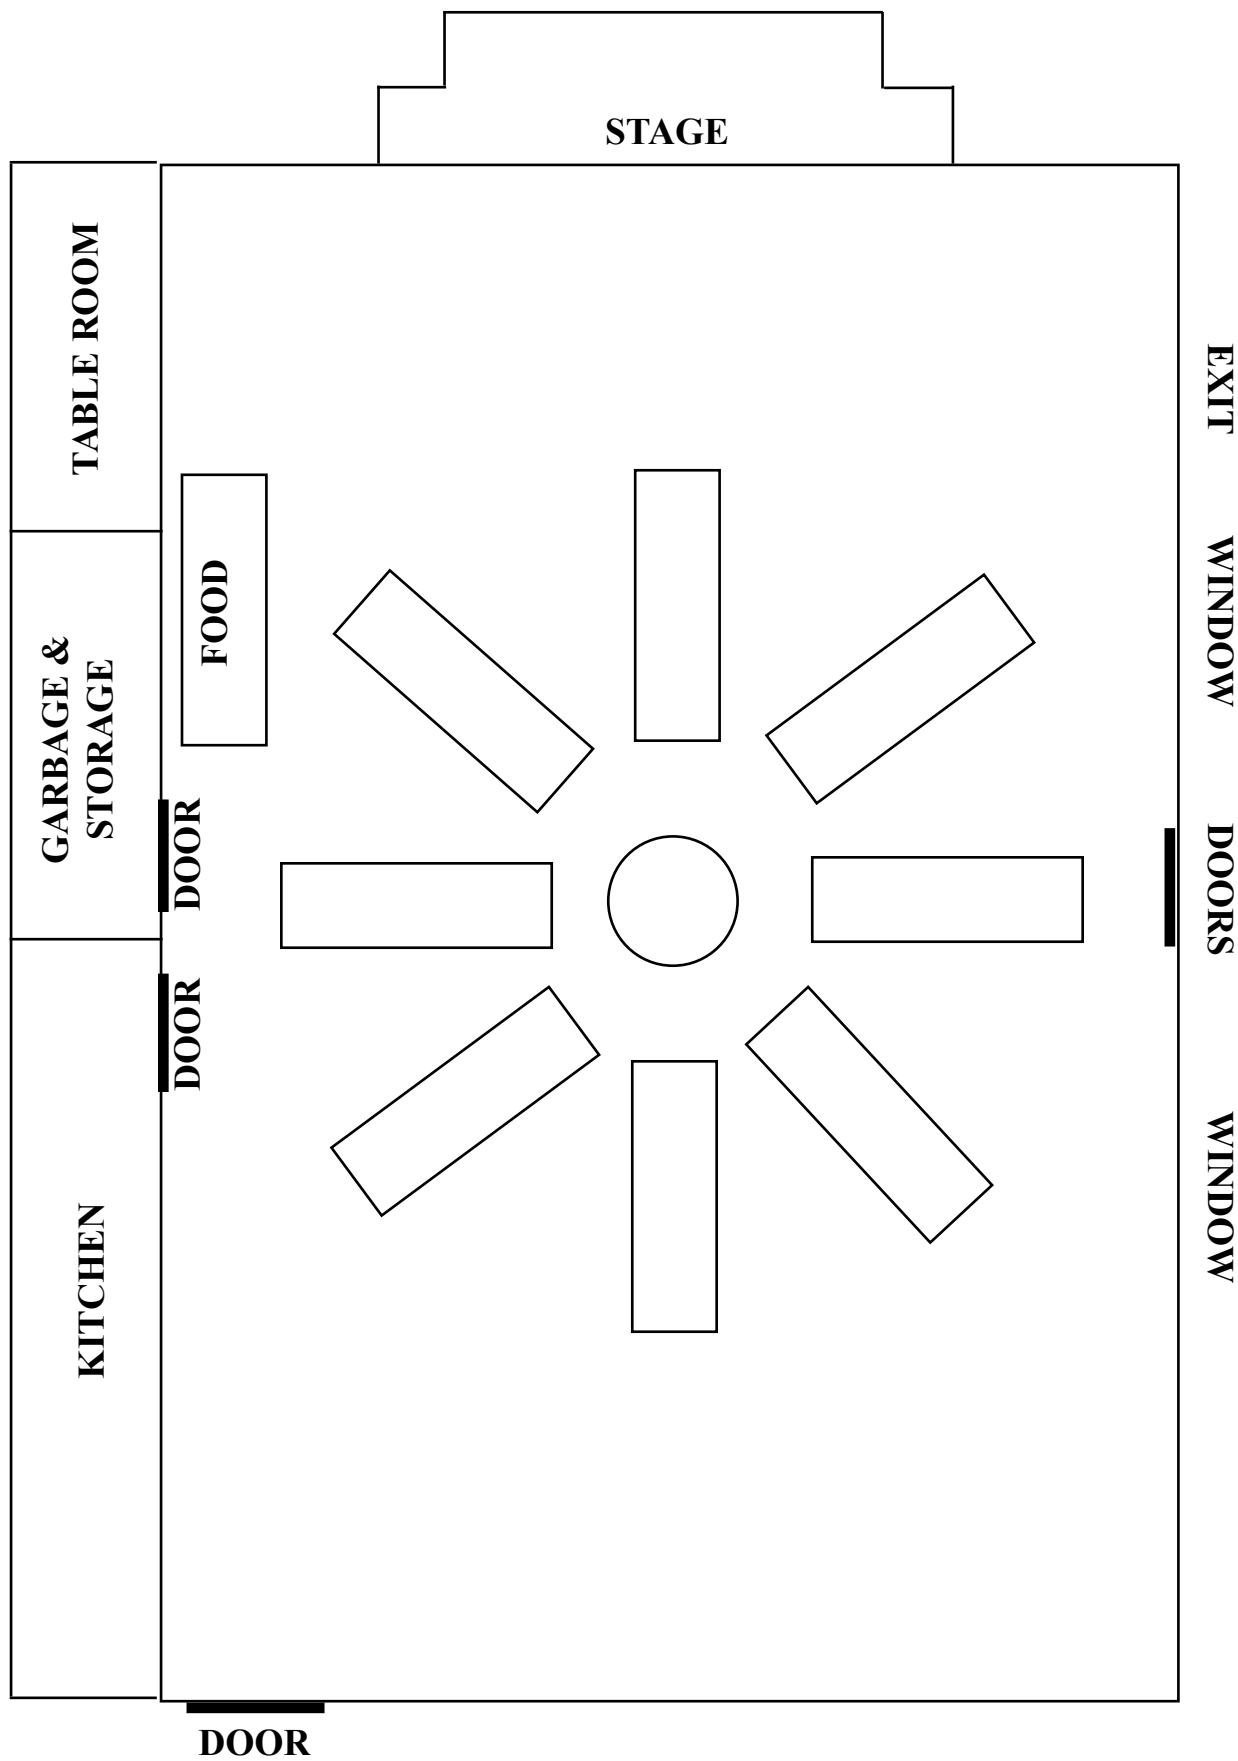 STAGE
TABLE ROOM
EXIT
FOOD
WINDOW
GARBAGE &
STORAGE
DOOR
DOORS
DOOR
WINDOW
KITCHEN
DOOR